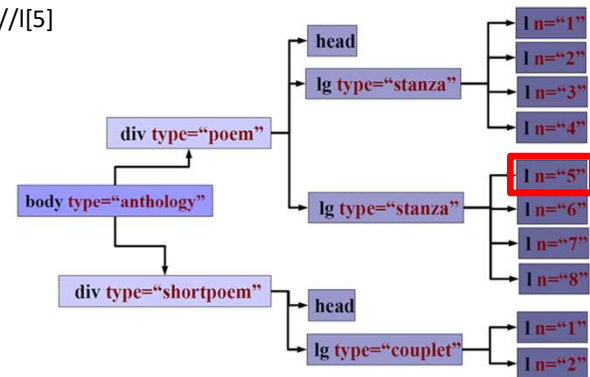 //l[5]
head
lg type=“stanza”
l n=“1”
l n=“2”
l n=“3”
l n=“4”
div type=“poem”
l n=“5”
body type=“anthology”
lg type=“stanza”
l n=“6”
l n=“7”
l n=“8”
div type=“shortpoem”
head
lg type=“couplet”
l n=“1”
l n=“2”